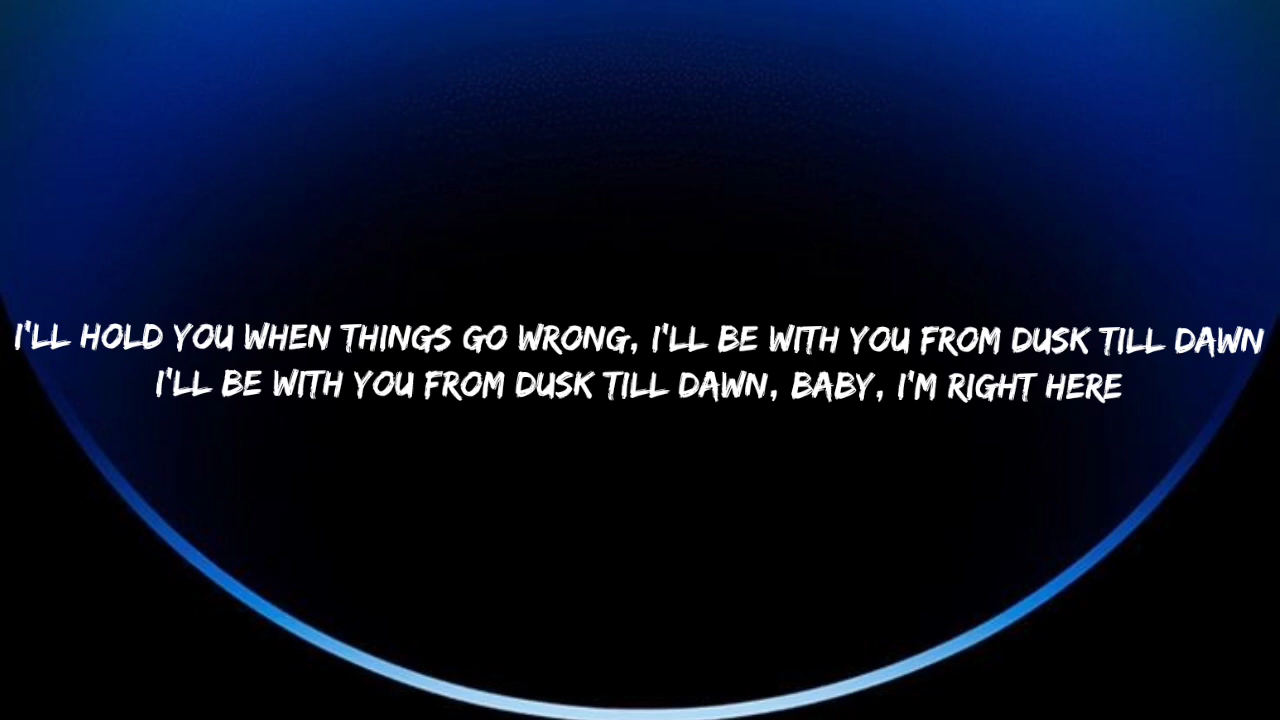 I'LL HOLD YOU WHEN THINGS GO WRONG, I'LL BE WITH YOU FROM DUSK TILL DAWN
I'LL BE WITH YOU FROM DUSK TILL DAWN, BABY, I'M RIGHT HERE